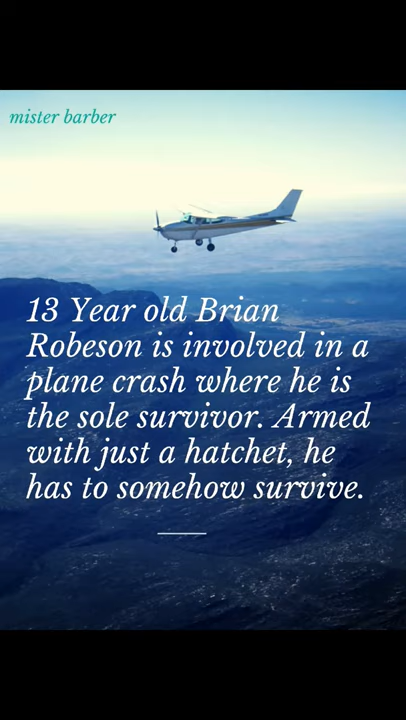 mister barber
13 Year old Brian
Robeson is involved in a
plane crash where he is
the sole survivor. Armed
with just a hatchet, he
has to somehow survive.